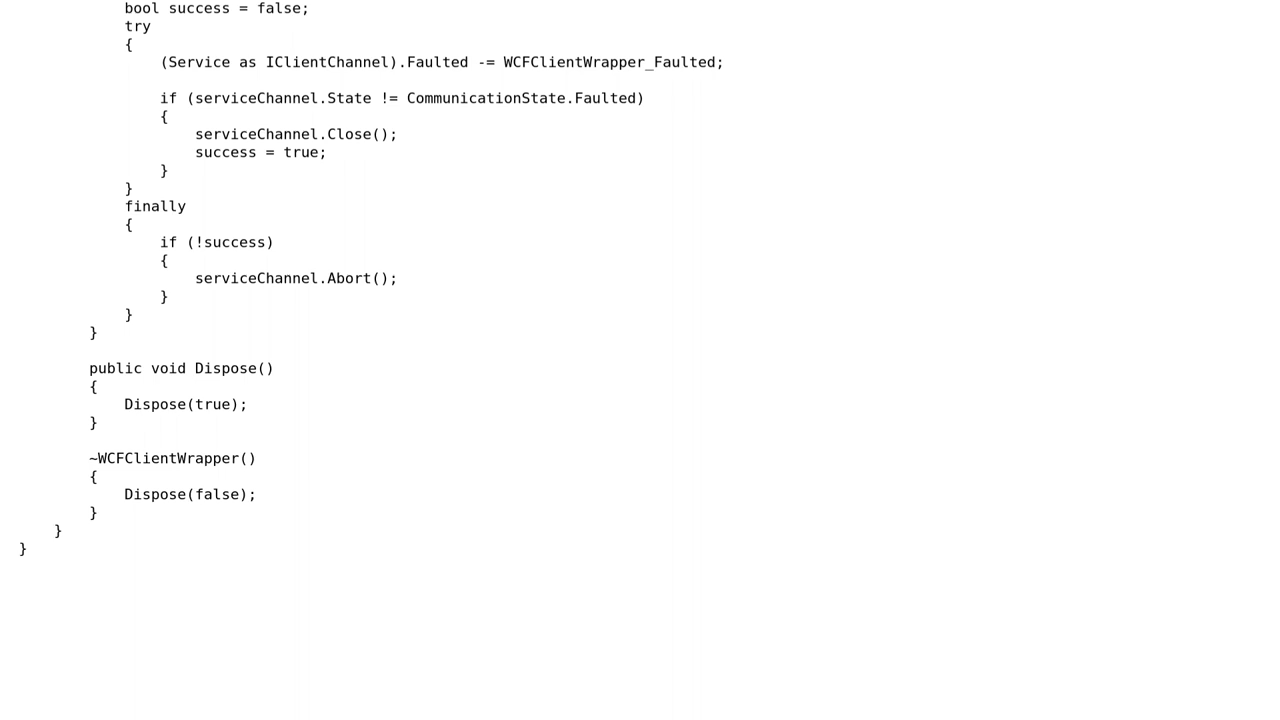 bool success = false;
try
{
(Service as IClientChannel).Faulted -= WCFClientWrapper_Faulted;
if (serviceChannel.State != CommunicationState.Faulted)
{
serviceChannel.Close();
success = true;
}
}
finally
{
if (!success)
{
serviceChannel.Abort();
}
}
}
public void Dispose()
{
Dispose(true);
}
~WCFClientWrapper()
{
Dispose(false);
}
}
}